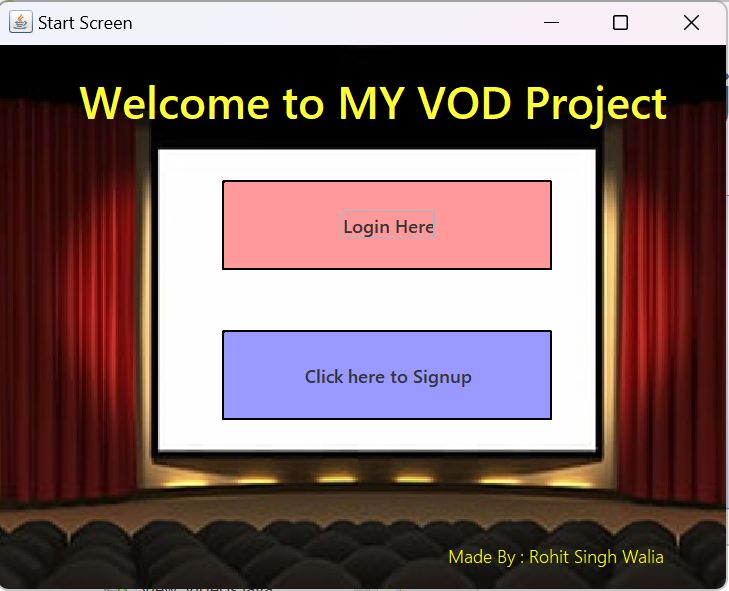 Start Screen
Welcome to MY VOD Project
Login Here
Click here to Signup
Made By : Rohit Singh Walia